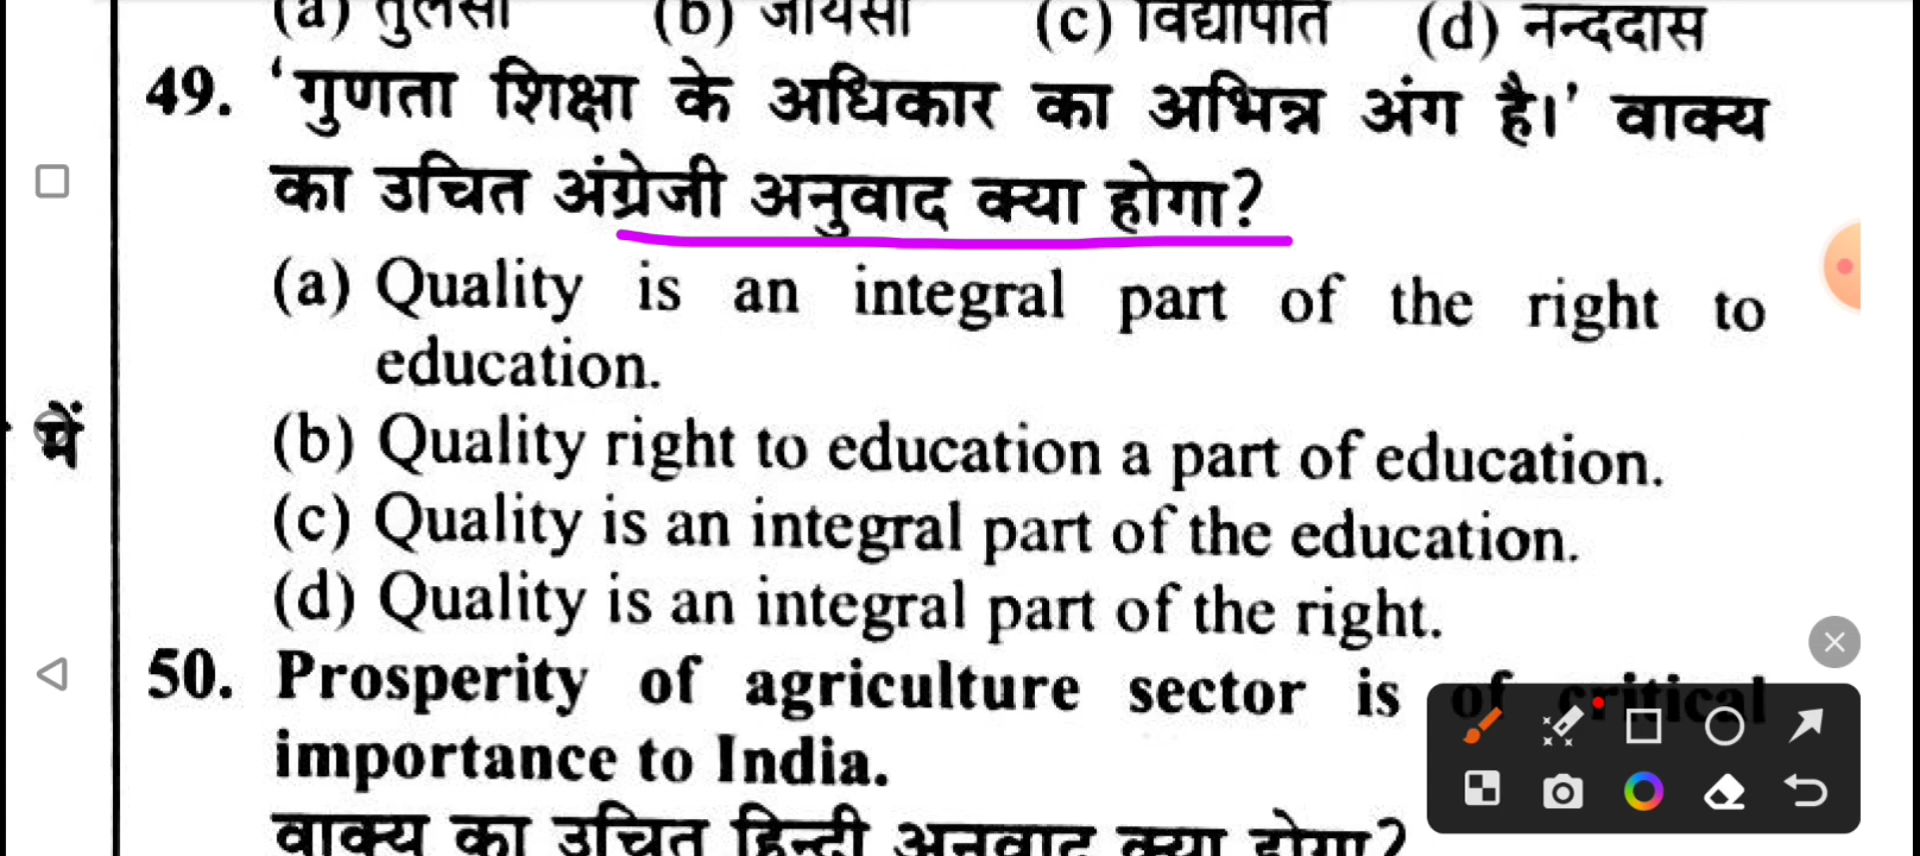 (a) तुलसी (b) जायसी (c) विद्यापति (d) नन्ददास
49. ‘गुणता शिक्षा के अधिकार का अभिन्न अंग है।’ वाक्य
का उचित अंग्रेजी अनुवाद क्या होगा?
(a) Quality is an integral part of the right to
education.
(b) Quality right to education a part of education.
(c) Quality is an integral part of the education.
(d) Quality is an integral part of the right.
में
50. Prosperity of agriculture sector is of critical
importance to India.
वाक्य का उचित हिन्दी अनुवाद क्या होगा?